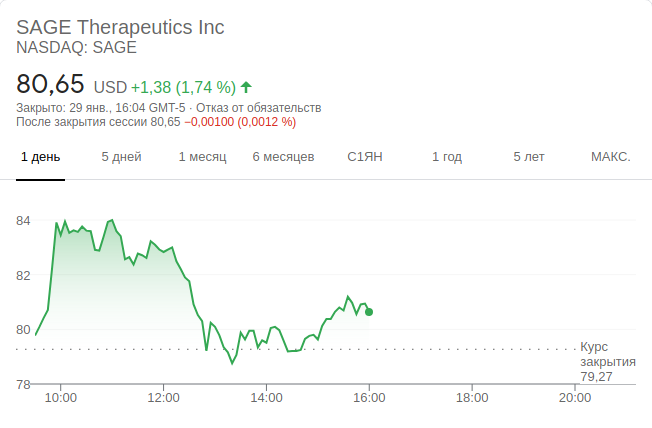 SAGE Therapeutics Inc
NASDAQ: SAGE
80,65 USD +1,38 (1,74 %)
Закрыто: 29 янв., 16:04 GMT-5 · Отказ от обязательств
После закрытия сессии 80,65 −0,00100 (0,0012 %)
1 день 5 дней 1 месяц 6 месяцев С1ЯН 1 год 5 лет МАКС.
84
82
80
Курс
закрытия
79,27
78
10:00 12:00 14:00 16:00 18:00 20:00